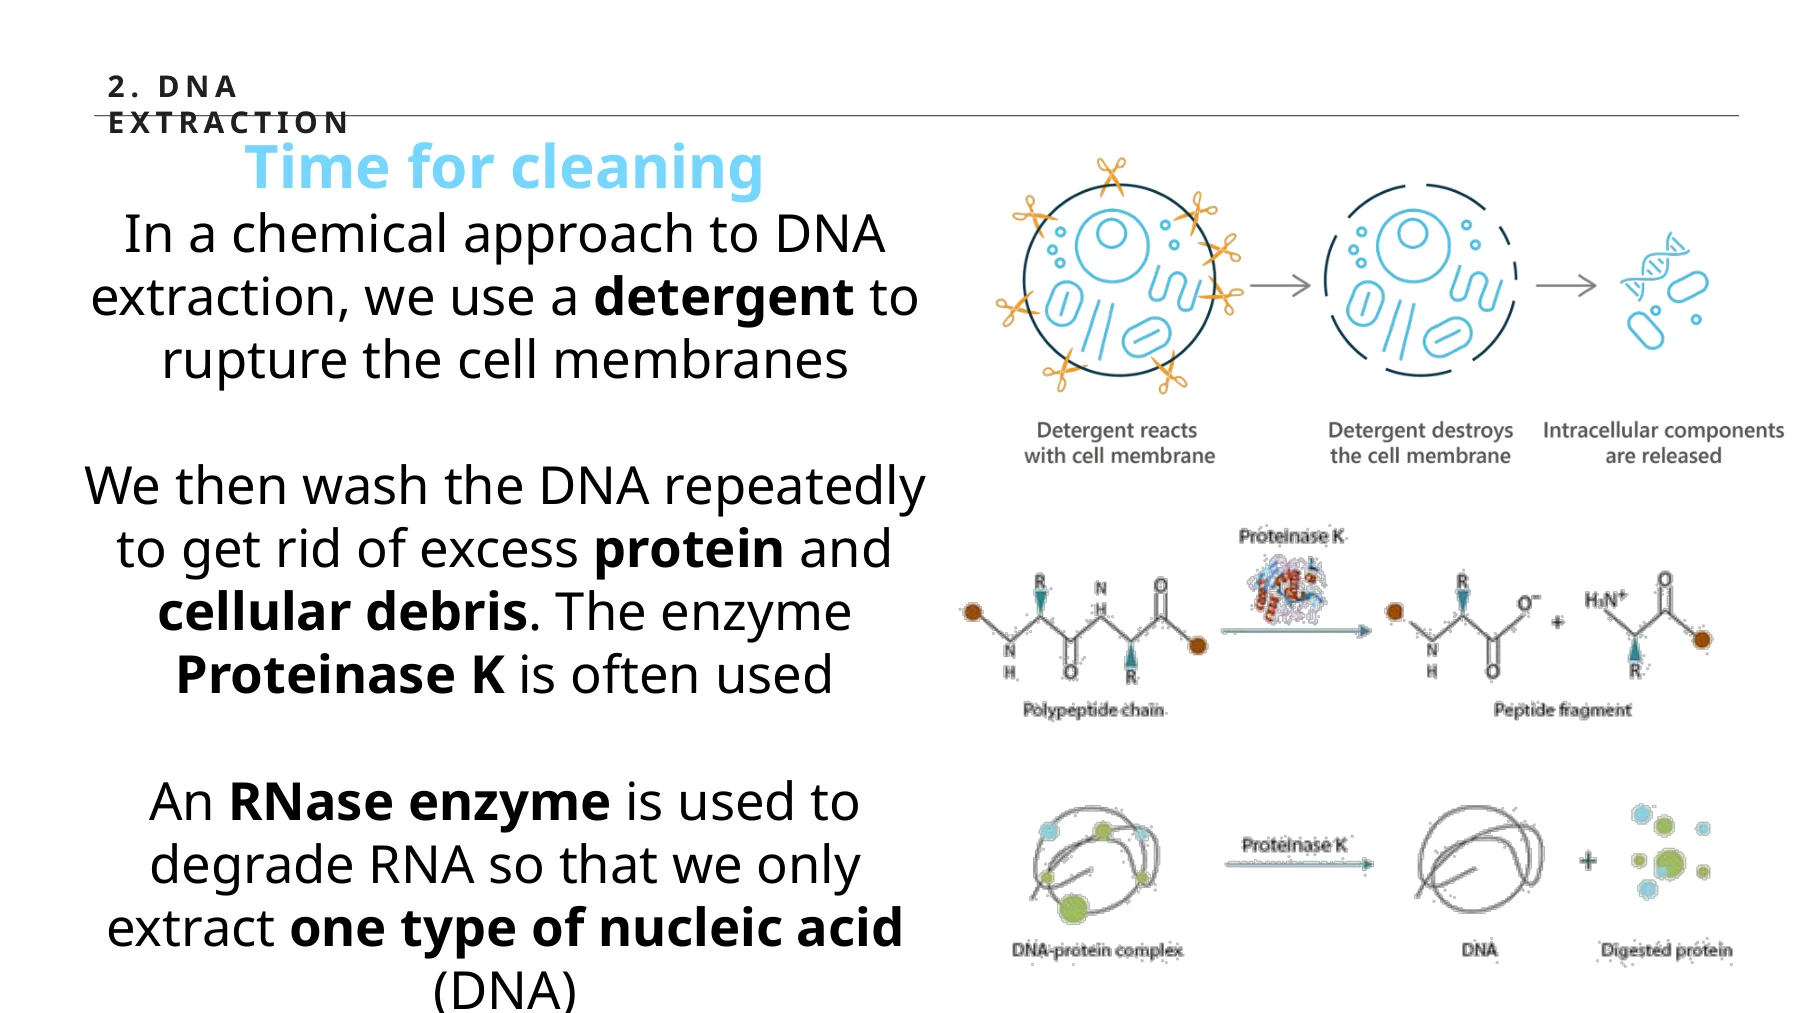 2. DNA
EXTRACTION
Time for cleaning
In a chemical approach to DNA
extraction, we use a detergent to
rupture the cell membranes
We then wash the DNA repeatedly
to get rid of excess protein and
cellular debris. The enzyme
Proteinase K is often used
An RNase enzyme is used to
degrade RNA so that we only
extract one type of nucleic acid
(DNA)
Detergent reacts
with cell membrane
Detergent destroys
the cell membrane
Intracellular components
are released
Proteinase K
R
N
H
O
N
H
R
O
Polypeptide chain
R
N
H
O
O⁻
+
H₃N⁺
R
O
Peptide fragment
Proteinase K
+
DNA-protein complex
DNA
Digested protein